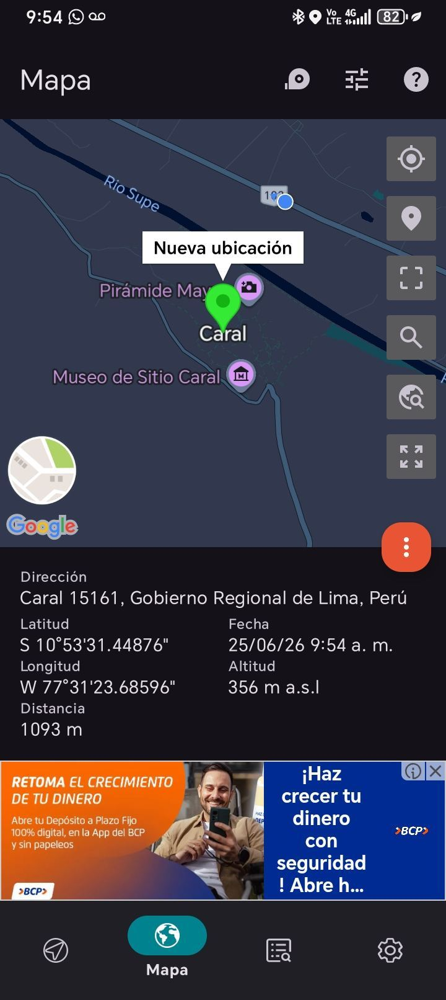 9:54
Vo LTE 4G 82
Mapa
?
Rio Supe
Nueva ubicación
Pirámide May
Caral
Museo de Sitio Caral
Google
Dirección
Caral 15161, Gobierno Regional de Lima, Perú
Latitud
S 10°53'31.44876"
Longitud
W 77°31'23.68596"
Distancia
1093 m
Fecha
25/06/26 9:54 a. m.
Altitud
356 m a.s.l
RETOMA EL CRECIMIENTO
DE TU DINERO
Abre tu Depósito a Plazo Fijo
100% digital, en la App del BCP
y sin papeleos
>BCP>
¡Haz
crecer tu
dinero
con
seguridad
! Abre h...
>BCP>
Mapa